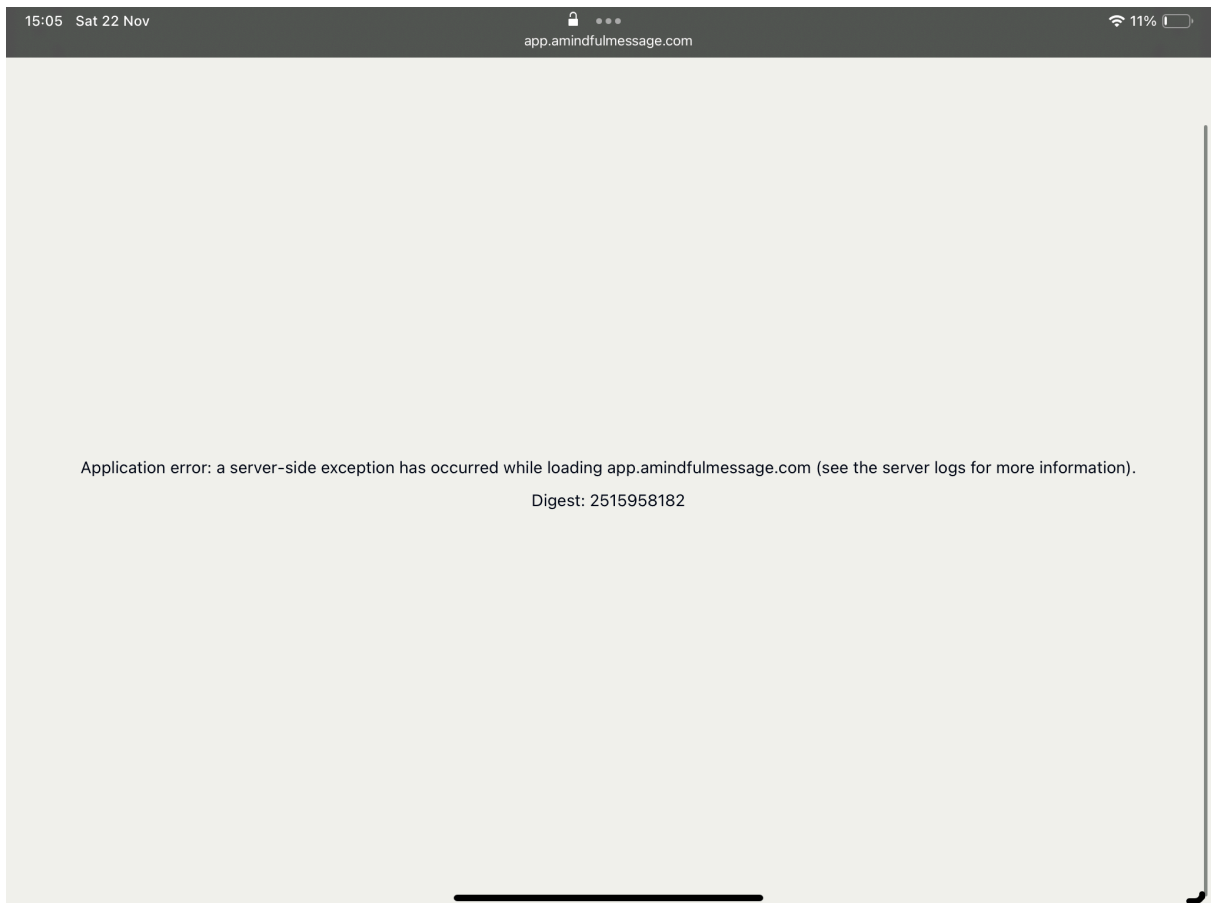 15:05 Sat 22 Nov
11%
app.amindfulmessage.com
Application error: a server-side exception has occurred while loading app.amindfulmessage.com (see the server logs for more information).
Digest: 2515958182